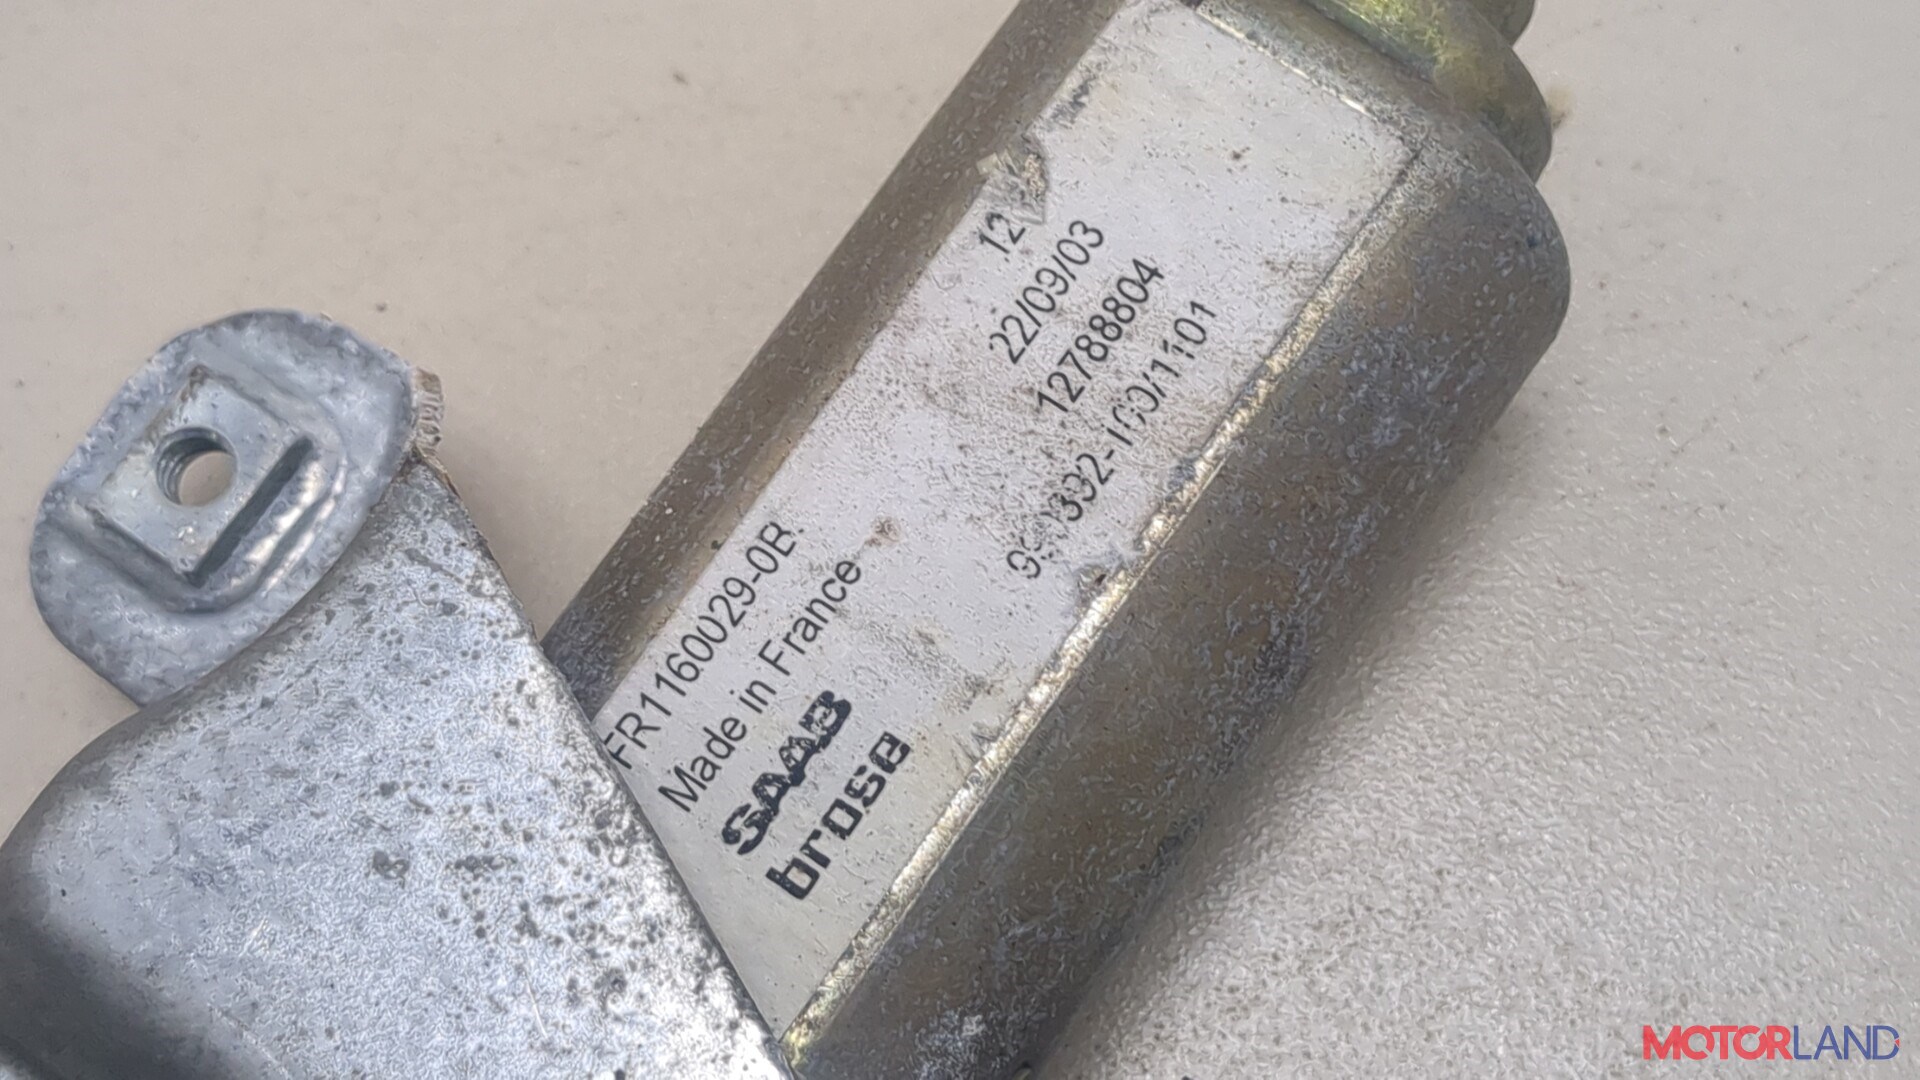 FR1160029-0B.
Made in France
SAAB
brose
12
22/09/03
12788804
MOTORLAND